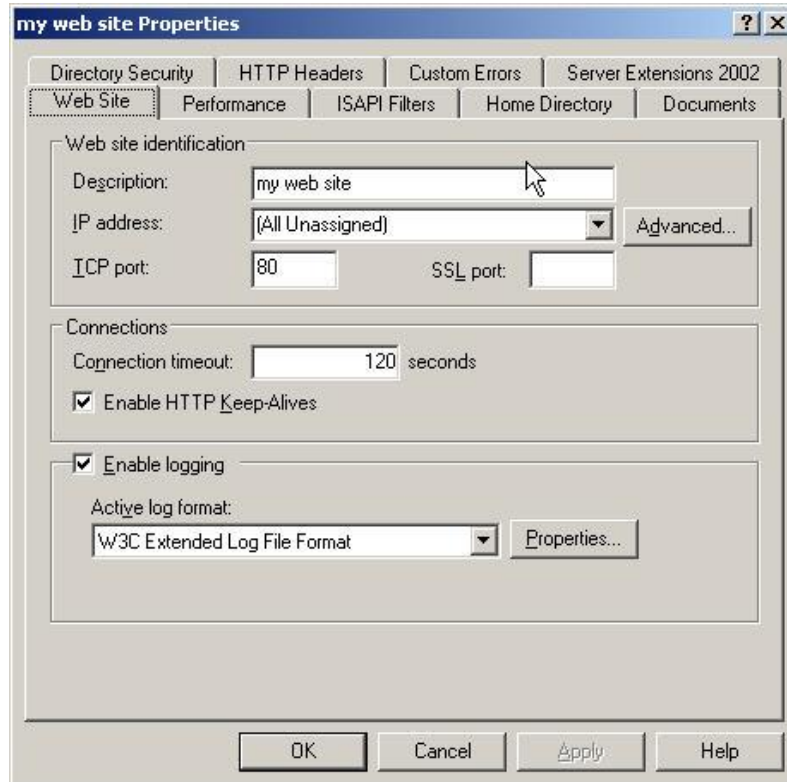 my web site Properties
Directory Security HTTP Headers Custom Errors Server Extensions 2002
Web Site Performance ISAPI Filters Home Directory Documents
Web site identification
Description: my web site
IP address: (All Unassigned) Advanced...
TCP port: 80 SSL port:
Connections
Connection timeout: 120 seconds
Enable HTTP Keep-Alives
Enable logging
Active log format:
W3C Extended Log File Format Properties...
OK Cancel Apply Help